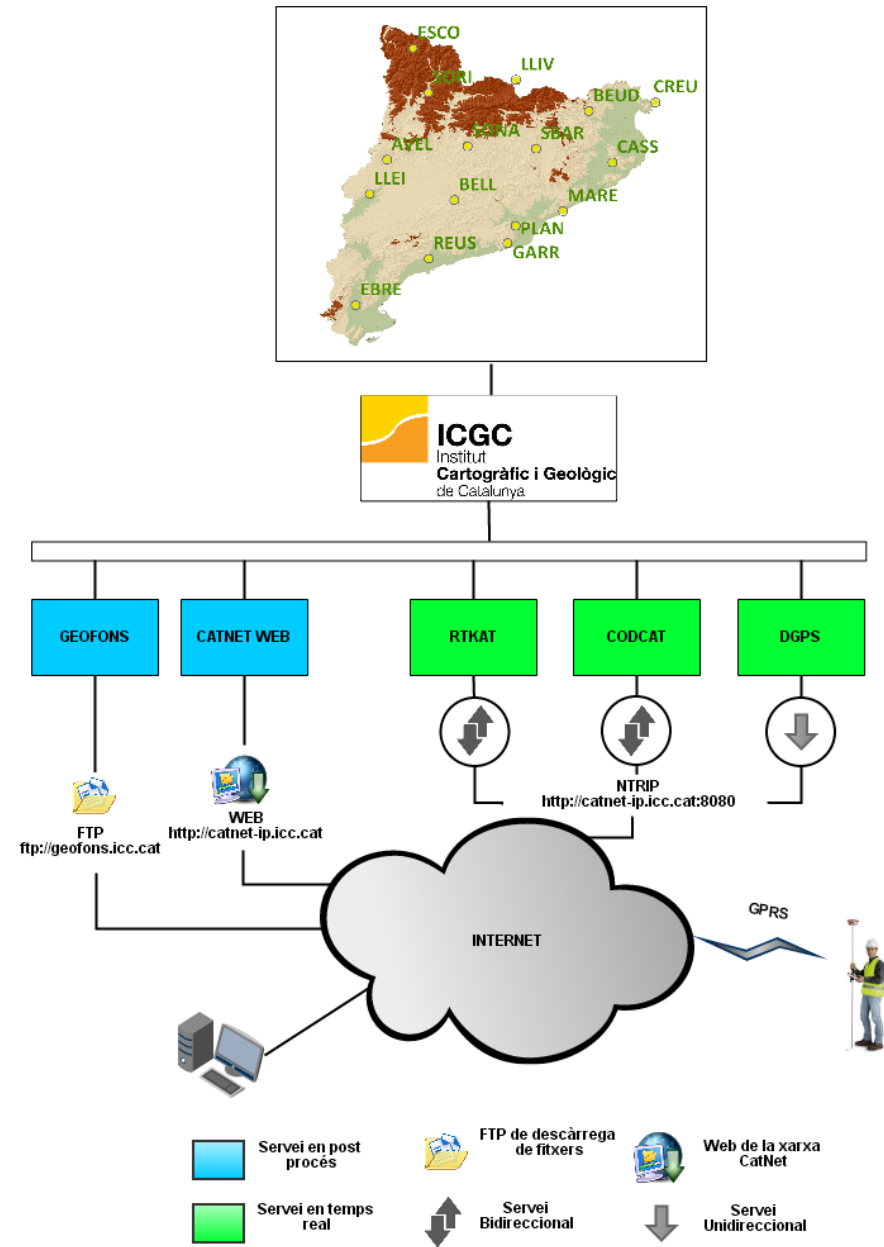 ESCO
SORI
LLIV
BEUD
CREU
AVEL
SONA
SBAR
CASS
LLEI
BELL
MARE
PLAN
REUS
GARR
EBRE
ICGC
Institut
Cartogràfic i Geològic
de Catalunya
GEOFONS
CATNET WEB
RTKAT
CODCAT
DGPS
FTP
ftp://geofons.icc.cat
WEB
http://catnet-ip.icc.cat
NTRIP
http://catnet-ip.icc.cat:8080
INTERNET
GPRS
Servei en post
procés
FTP de descàrrega
de fitxers
Web de la xarxa
CatNet
Servei en temps
real
Servei
Bidireccional
Servei
Unidireccional